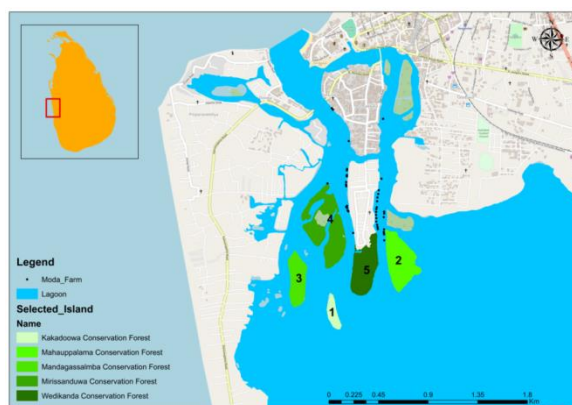 N
W
E
S
4
5
2
3
1
Legend
Moda_Farm
Lagoon
Selected_Island
Name
Kakadoowa Conservation Forest
Mahauppalama Conservation Forest
Mandagassalmba Conservation Forest
Mirissanduwa Conservation Forest
Wedikanda Conservation Forest
0 0.225 0.45 0.9 1.35 1.8
Km